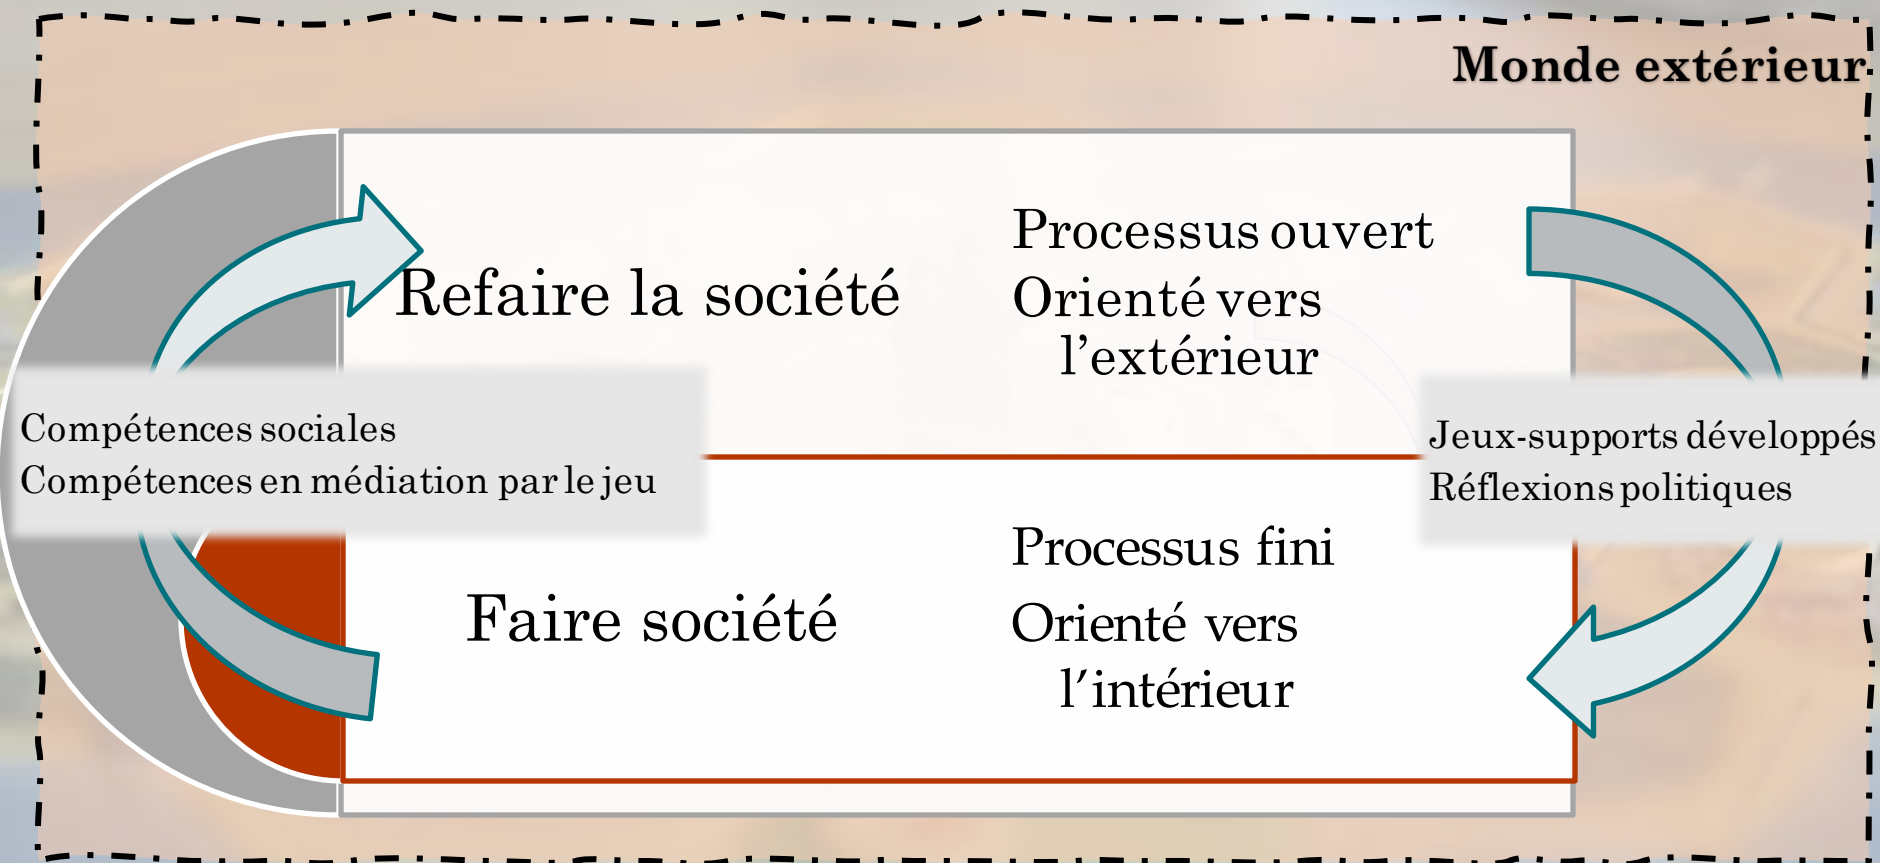 Monde extérieur
Refaire la société
Processus ouvert
Orienté vers
l’extérieur
Compétences sociales
Compétences en médiation par le jeu
Jeux-supports développés
Réflexions politiques
Faire société
Processus fini
Orienté vers
l’intérieur